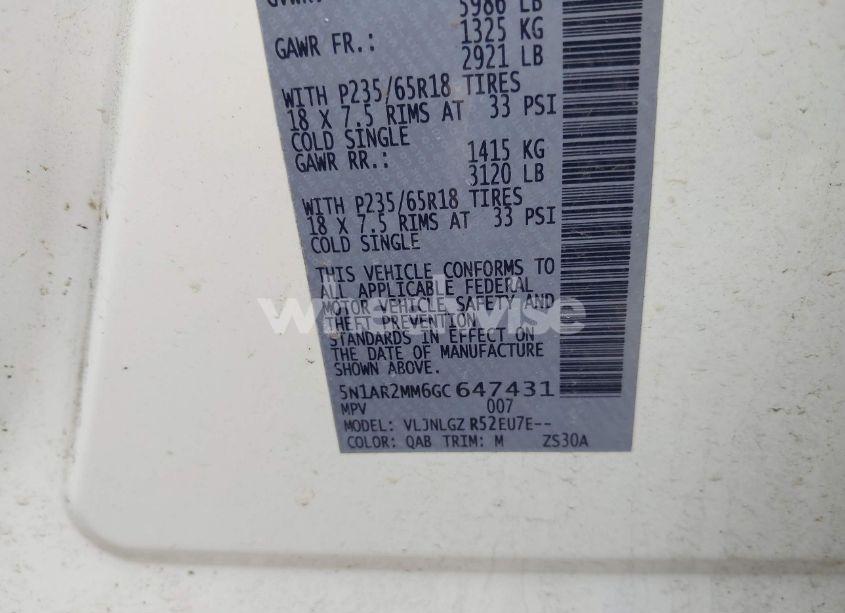 5986 LB
GAWR FR.: 1325 KG
2921 LB
WITH P235/65R18 TIRES
18 X 7.5 RIMS AT 33 PSI
COLD SINGLE
GAWR RR.: 1415 KG
3120 LB
WITH P235/65R18 TIRES
18 X 7.5 RIMS AT 33 PSI
COLD SINGLE
THIS VEHICLE CONFORMS TO
ALL APPLICABLE FEDERAL
MOTOR VEHICLE SAFETY AND
THEFT PREVENTION
STANDARDS IN EFFECT ON
THE DATE OF MANUFACTURE
SHOWN ABOVE.
5N1AR2MM6GC647431
MPV 007
MODEL: VLJNLGZ R52EU7E--
COLOR: QAB TRIM: M ZS30A